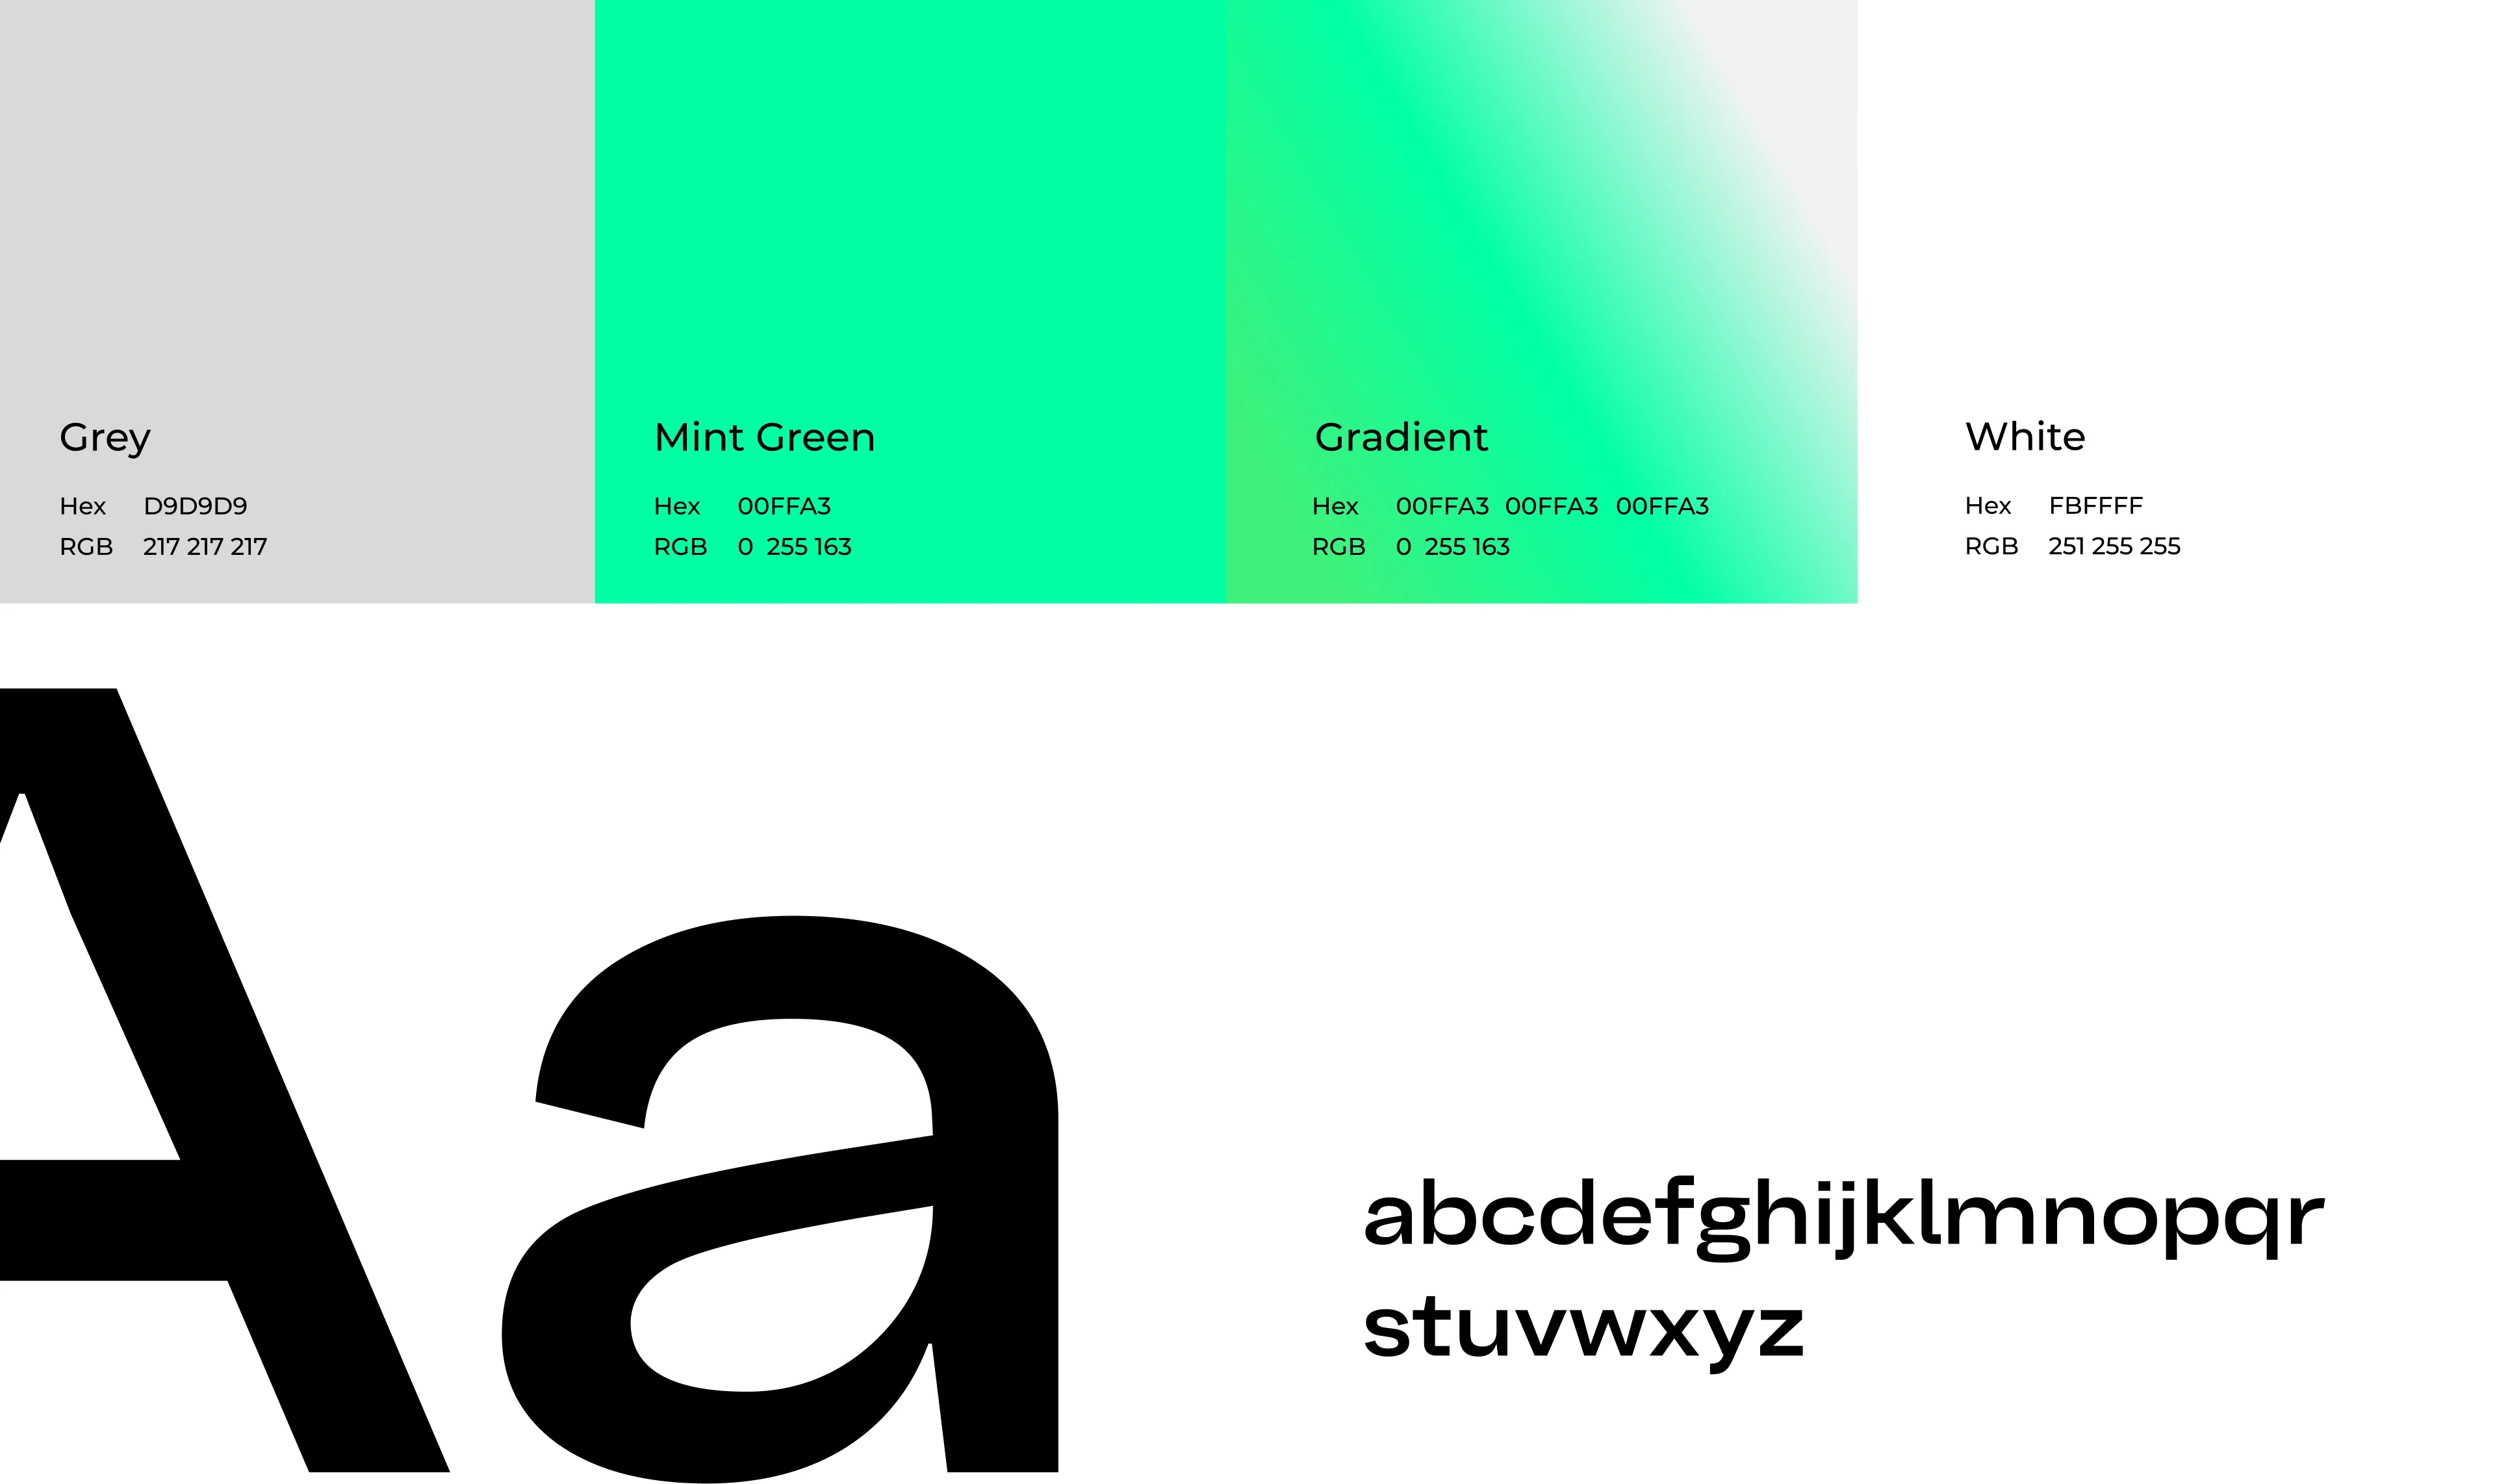 Grey
Hex D9D9D9
RGB 217 217 217
Mint Green
Hex 00FFA3
RGB 0 255 163
Gradient
Hex 00FFA3 00FFA3 00FFA3
RGB 0 255 163
White
Hex FBFFFF
RGB 251 255 255
Aa
abcdefghijklmnopqr
stuvwxyz